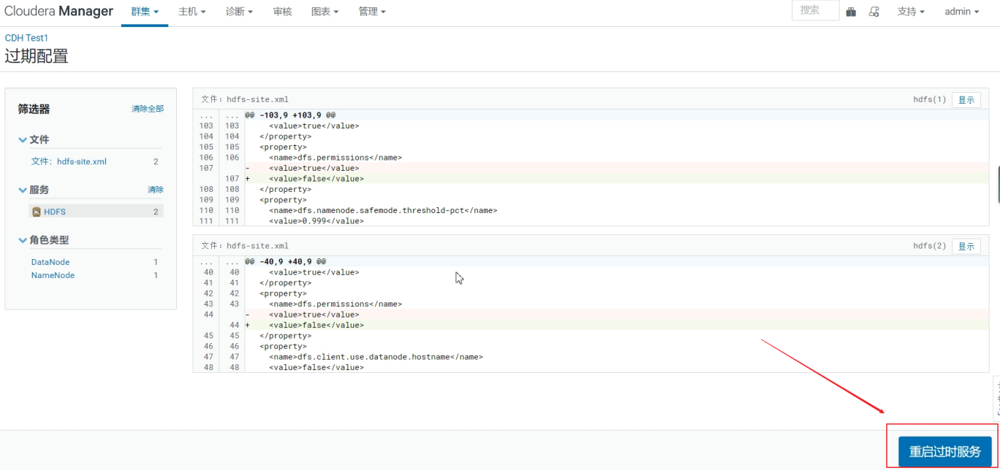 Cloudera Manager 群集 主机 诊断 审核 图表 管理 搜索 支持 admin
CDH Test1
过期配置
筛选器 清除全部
文件
文件: hdfs-site.xml 2
服务 清除
HDFS 2
角色类型
DataNode 1
NameNode 1
文件: hdfs-site.xml hdfs(1) 显示
... ... @@ -103,9 +103,9 @@
103 103 <value>true</value>
104 104 </property>
105 105 <property>
106 106 <name>dfs.permissions</name>
107 - <value>true</value>
107 + <value>false</value>
108 108 </property>
109 109 <property>
110 110 <name>dfs.namenode.safemode.threshold-pct</name>
111 111 <value>0.999</value>
文件: hdfs-site.xml hdfs(2) 显示
... ... @@ -40,9 +40,9 @@
40 40 <value>true</value>
41 41 </property>
42 42 <property>
43 43 <name>dfs.permissions</name>
44 - <value>true</value>
44 + <value>false</value>
45 45 </property>
46 46 <property>
47 47 <name>dfs.client.use.datanode.hostname</name>
48 48 <value>false</value>
重启过时服务